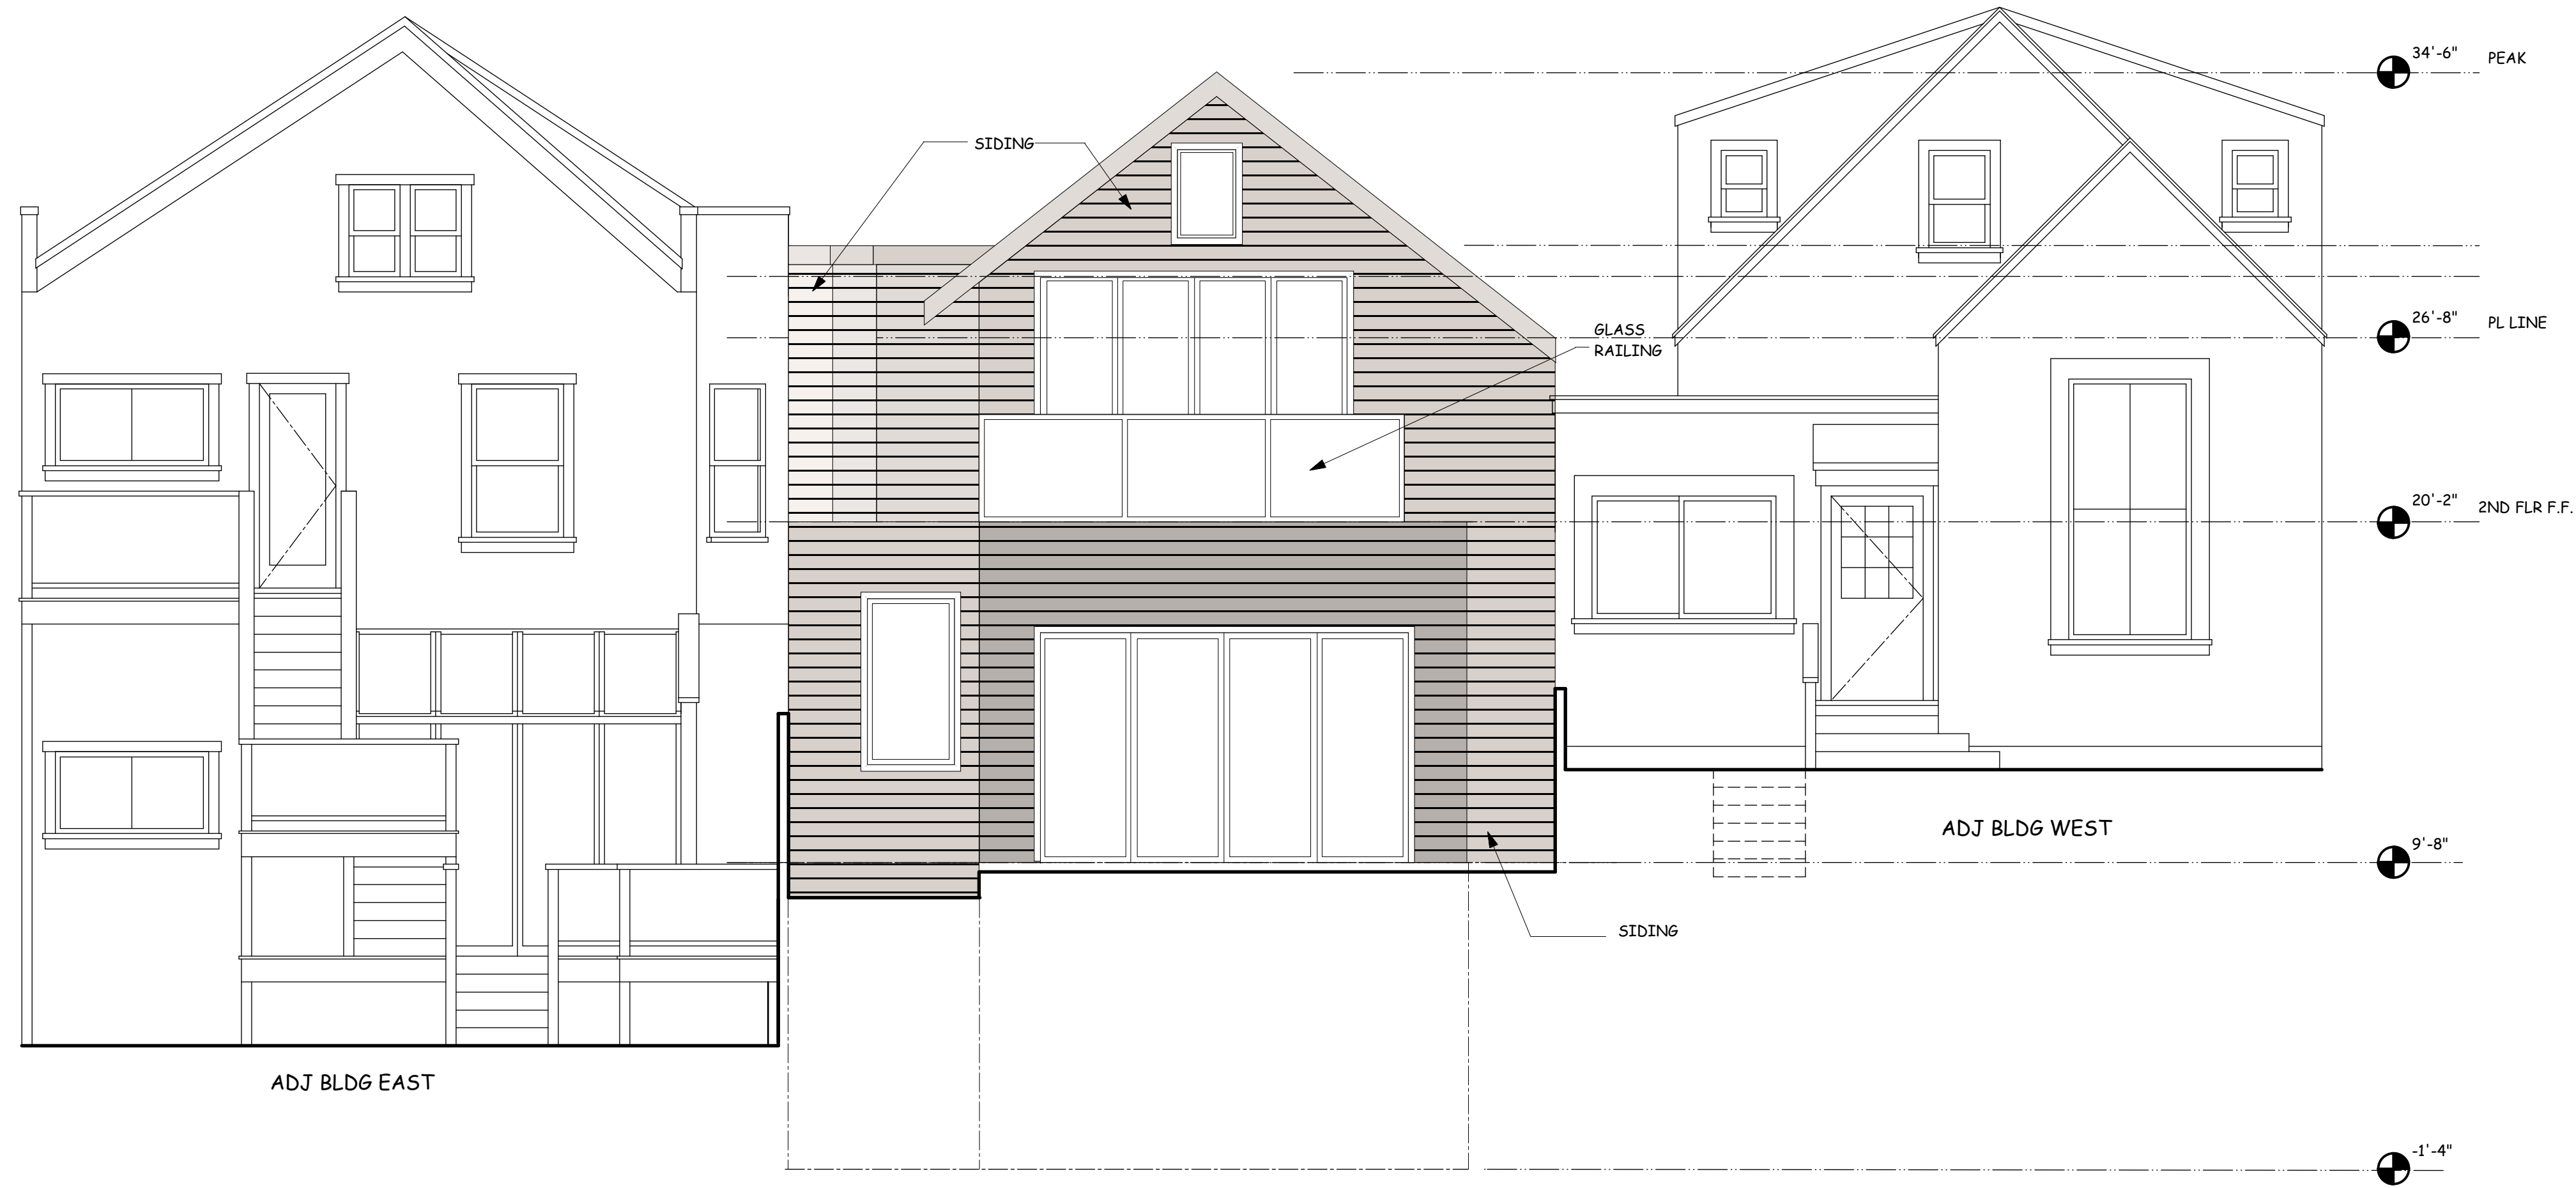 34'-6" PEAK
SIDING
GLASS
RAILING
26'-8" PL LINE
20'-2" 2ND FLR F.F.
ADJ BLDG WEST
9'-8"
SIDING
ADJ BLDG EAST
-1'-4"